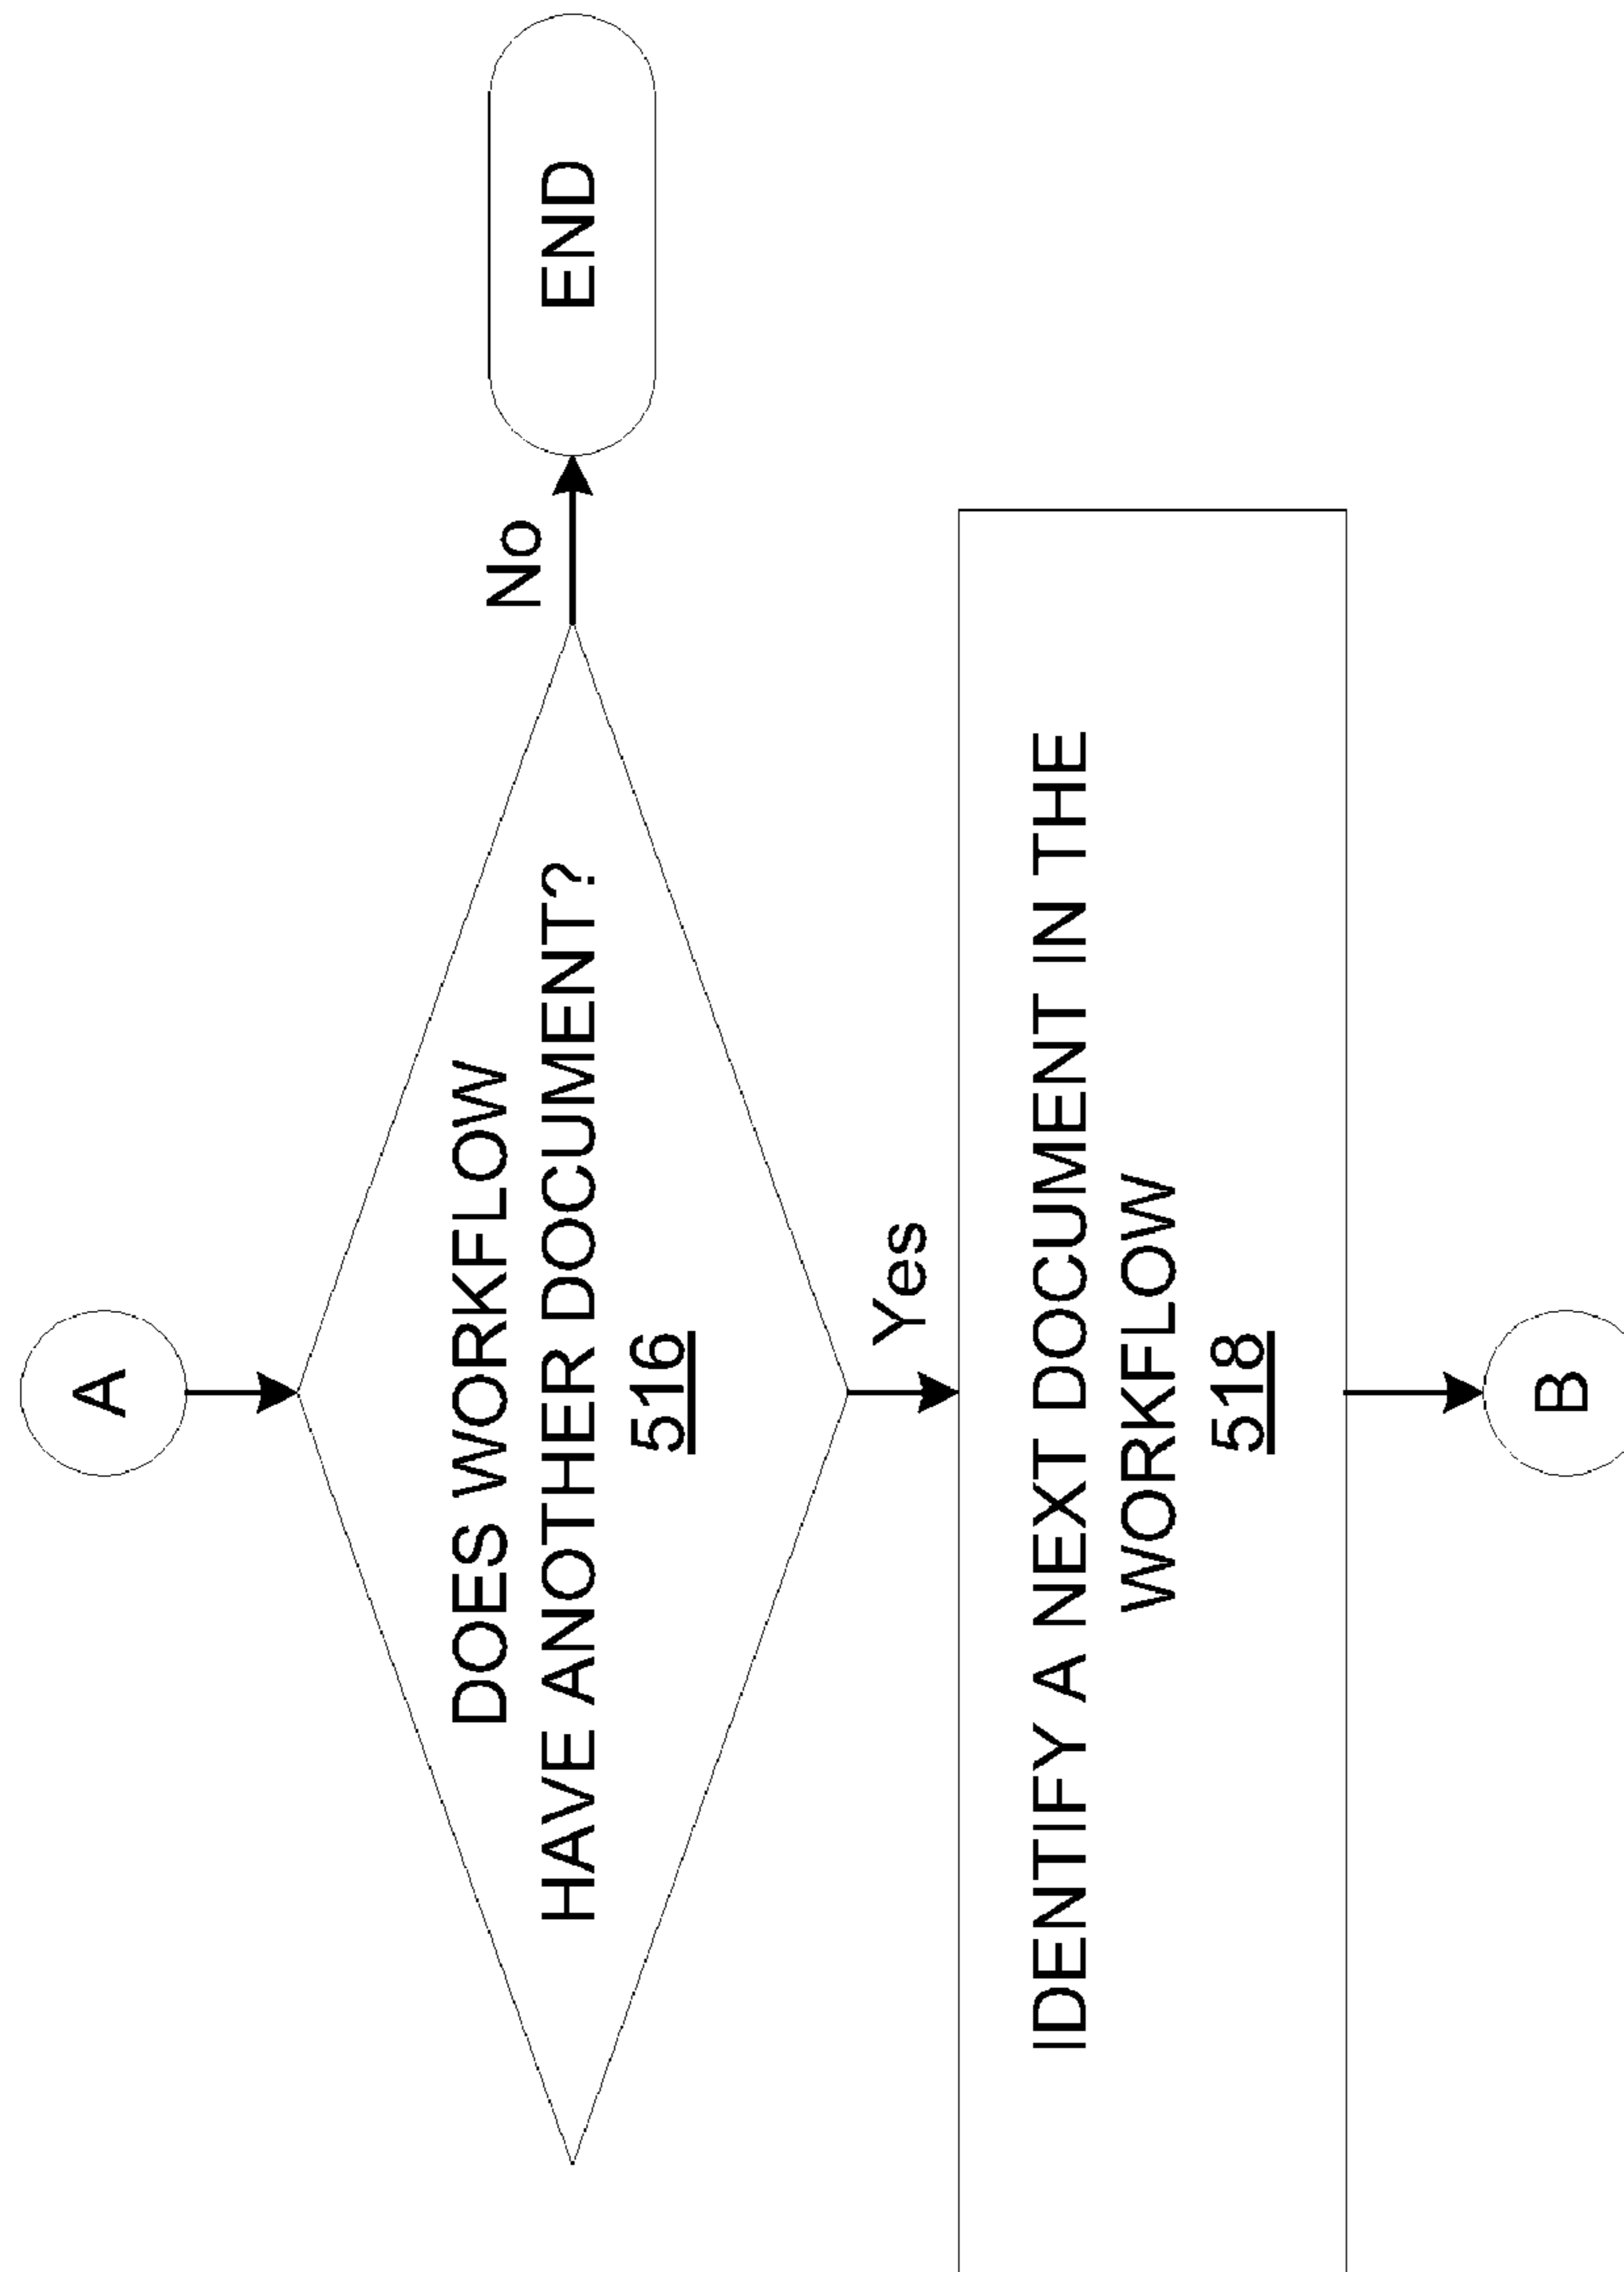 A
DOES WORKFLOW
HAVE ANOTHER DOCUMENT?
516
No
END
Yes
IDENTIFY A NEXT DOCUMENT IN THE
WORKFLOW
518
B